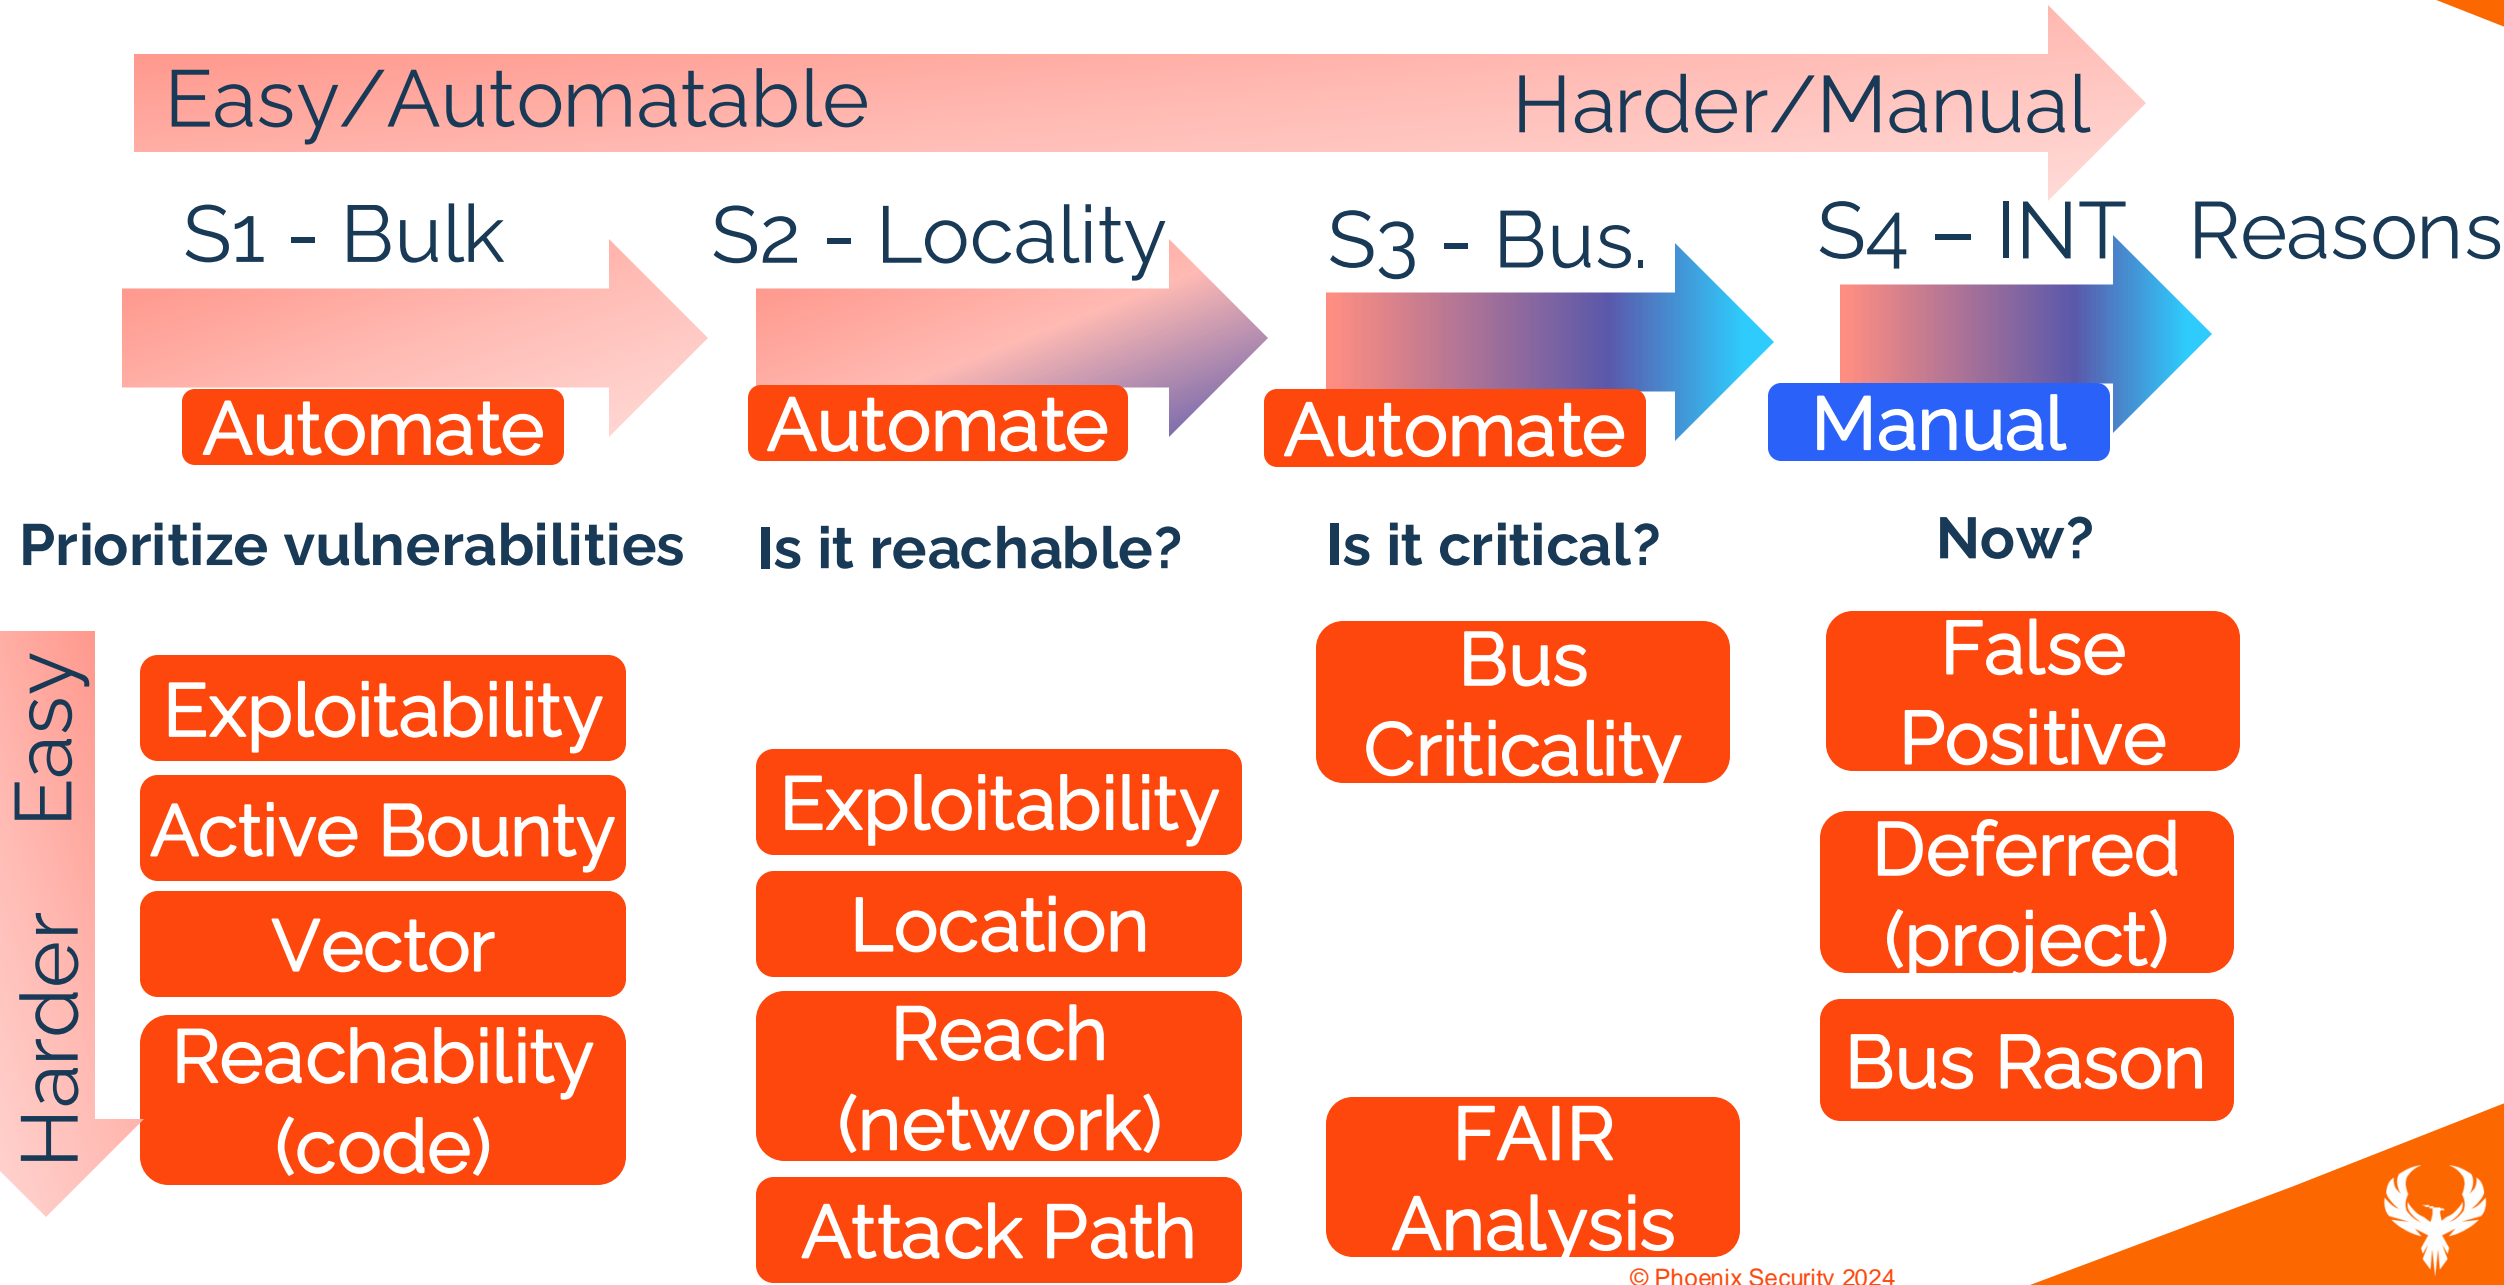 Easy/Automatable
Harder/Manual
S1 - Bulk
S2 - Locality
S3 - Bus.
S4 – INT Reasons
Automate
Automate
Automate
Manual
Prioritize vulnerabilities
Is it reachable?
Is it critical?
Now?
Easy
Harder
Exploitability
Active Bounty
Vector
Reachability
(code)
Exploitability
Location
Reach
(network)
Attack Path
Bus
Criticality
FAIR
Analysis
False
Positive
Deferred
(project)
Bus Rason
© Phoenix Security 2024